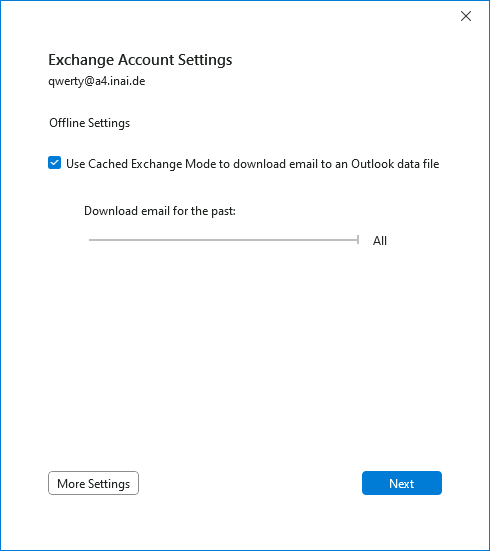 Exchange Account Settings
qwerty@a4.inai.de
Offline Settings
Use Cached Exchange Mode to download email to an Outlook data file
Download email for the past:
All
More Settings
Next